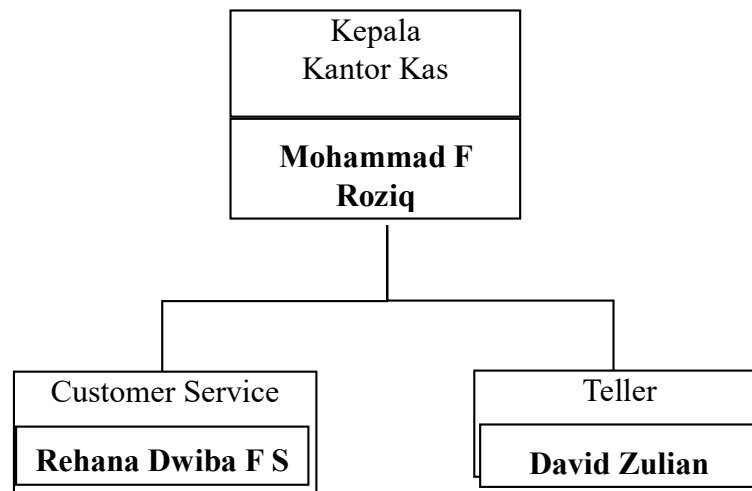 Kepala
Kantor Kas
Mohammad F
Roziq
Customer Service
Rehana Dwiba F S
Teller
David Zulian